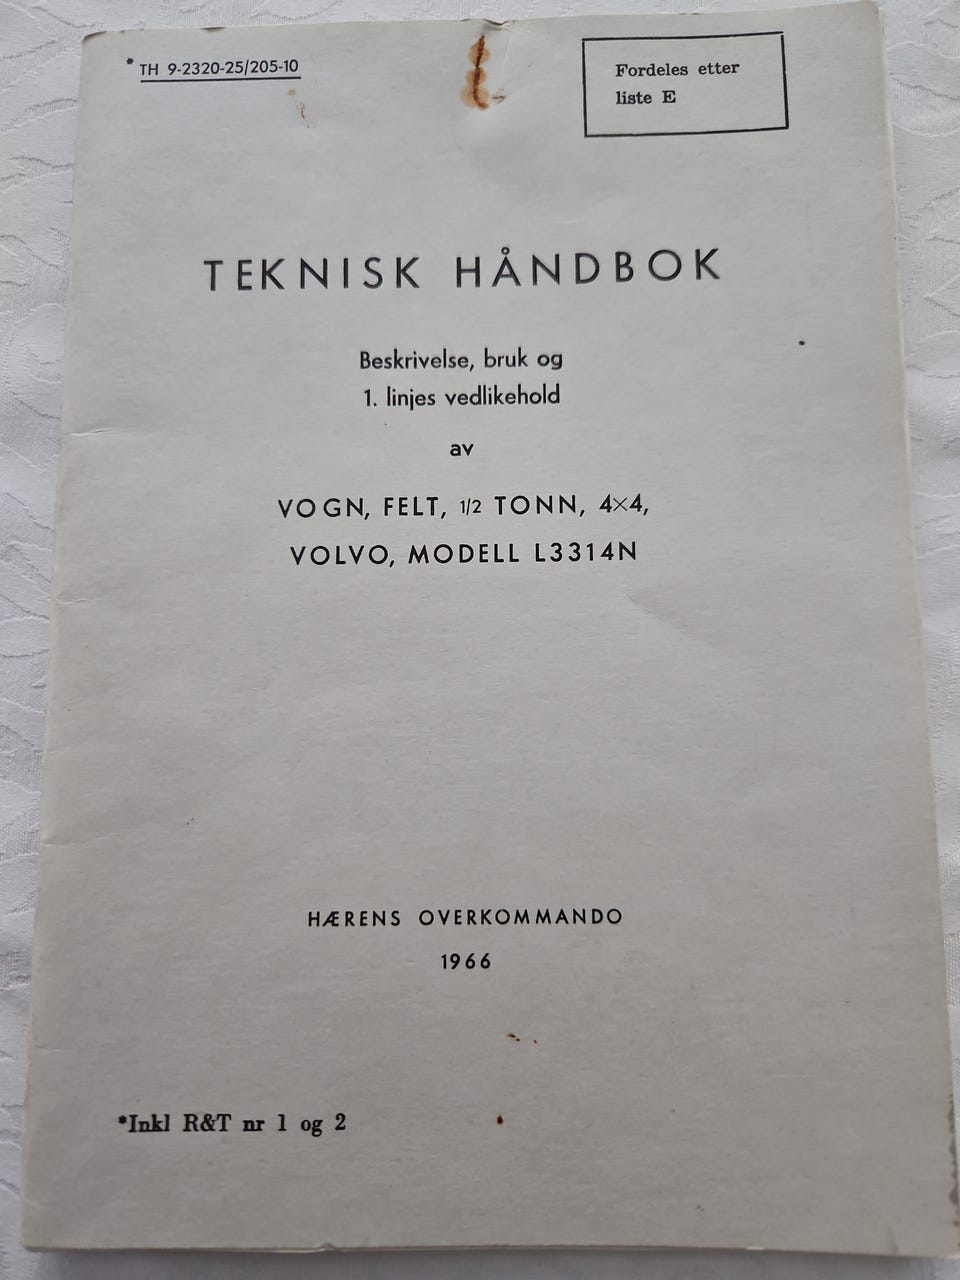 * TH 9-2320-25/205-10
Fordeles etter
liste E
TEKNISK HÅNDBOK
Beskrivelse, bruk og
1. linjes vedlikehold
av
VOGN, FELT, 1/2 TONN, 4×4,
VOLVO, MODELL L3314N
HÆRENS OVERKOMMANDO
1966
*Inkl R&T nr 1 og 2